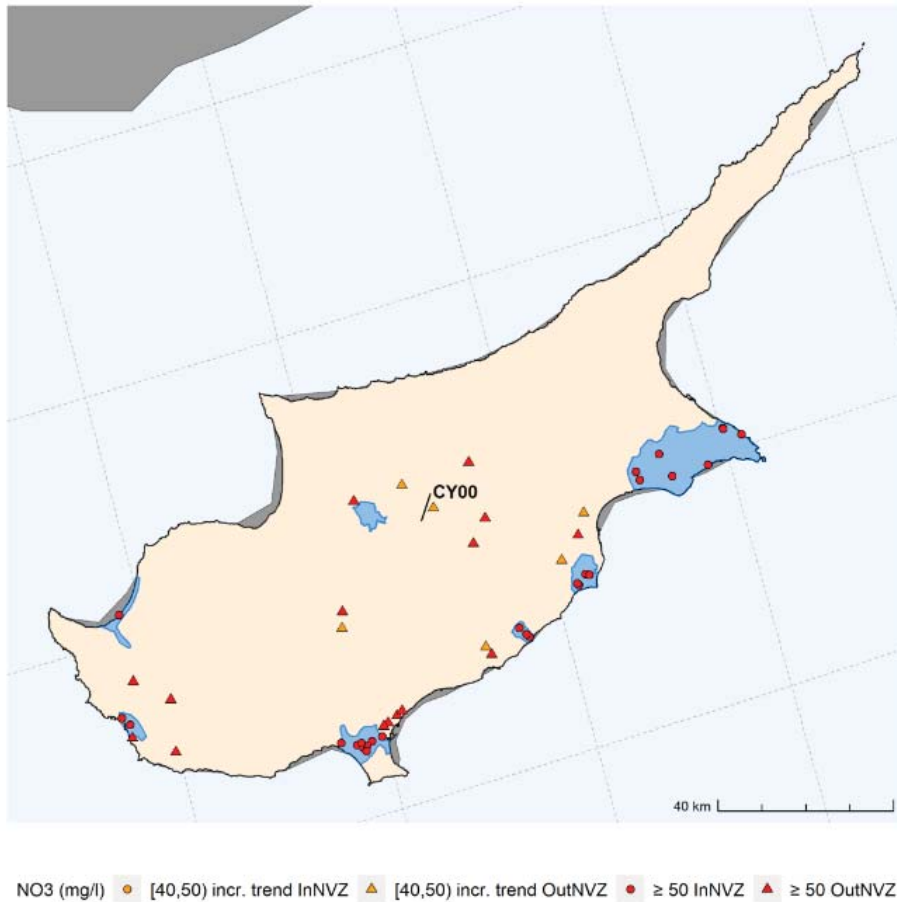 CY00
40 km
NO3 (mg/l) [40,50) incr. trend InNVZ [40,50) incr. trend OutNVZ ≥ 50 InNVZ ≥ 50 OutNVZ